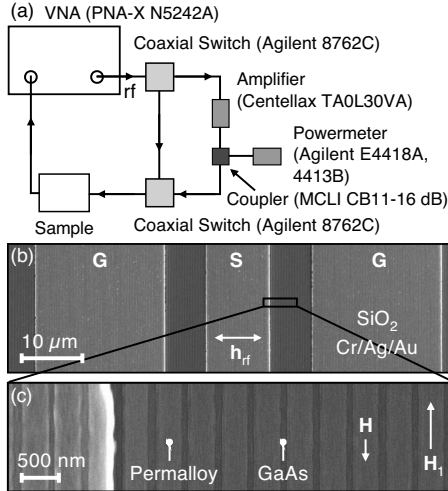 (a)
VNA (PNA-X N5242A)
Coaxial Switch (Agilent 8762C)
rf
Amplifier
(Centellax TA0L30VA)
Powermeter
(Agilent E4418A,
4413B)
Coupler (MCLI CB11-16 dB)
Sample
Coaxial Switch (Agilent 8762C)
(b)
G
S
G
SiO2
10 µm
hrf
Cr/Ag/Au
(c)
H
500 nm
Permalloy
GaAs
H1